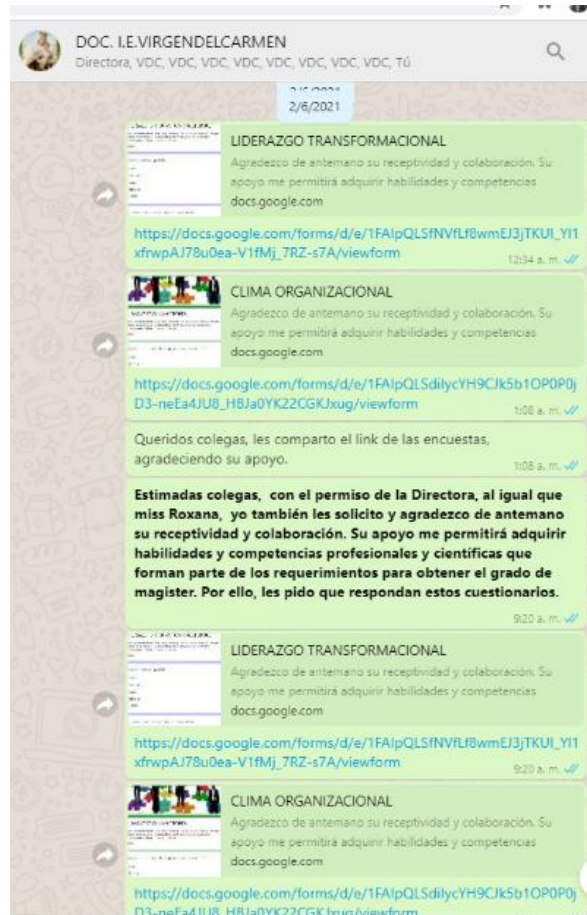 DOC. I.E.VIRGENDELCARMEN
Directora, VDC, VDC, VDC, VDC, VDC, VDC, VDC, Tú
2/6/2021
LIDERAZGO TRANSFORMACIONAL
Agradezco de antemano su receptividad y colaboración. Su
apoyo me permitirá adquirir habilidades y competencias
docs.google.com
https://docs.google.com/forms/d/e/1FAIpQLSfNVfLf8wmEJ3jTKUI_YI1
xfrwpAJ78u0ea-V1fMj_7RZ-s7A/viewform
12:34 a. m.
CLIMA ORGANIZACIONAL
Agradezco de antemano su receptividad y colaboración. Su
apoyo me permitirá adquirir habilidades y competencias
docs.google.com
https://docs.google.com/forms/d/e/1FAIpQLSdilycYH9CJk5b1OP0P0j
D3-neEa4JU8_HBJa0YK22CGKJxug/viewform
1:08 a. m.
Queridos colegas, les comparto el link de las encuestas,
agradeciendo su apoyo.
1:08 a. m.
Estimadas colegas, con el permiso de la Directora, al igual que
miss Roxana, yo también les solicito y agradezco de antemano
su receptividad y colaboración. Su apoyo me permitirá adquirir
habilidades y competencias profesionales y científicas que
forman parte de los requerimientos para obtener el grado de
magister. Por ello, les pido que respondan estos cuestionarios.
9:20 a. m.
LIDERAZGO TRANSFORMACIONAL
Agradezco de antemano su receptividad y colaboración. Su
apoyo me permitirá adquirir habilidades y competencias
docs.google.com
https://docs.google.com/forms/d/e/1FAIpQLSfNVfLf8wmEJ3jTKUI_YI1
xfrwpAJ78u0ea-V1fMj_7RZ-s7A/viewform
9:20 a. m.
CLIMA ORGANIZACIONAL
Agradezco de antemano su receptividad y colaboración. Su
apoyo me permitirá adquirir habilidades y competencias
docs.google.com
https://docs.google.com/forms/d/e/1FAIpQLSdilycYH9CJk5b1OP0P0j
D3-neEa4JU8_HBJa0YK22CGKJxug/viewform